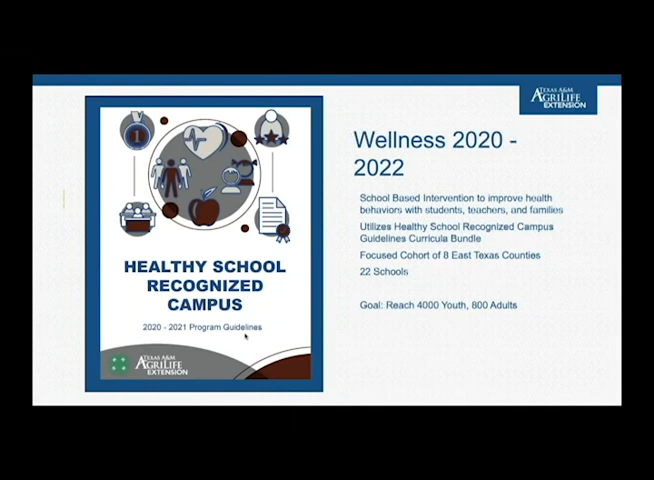 TEXAS A&M
AGRILIFE
EXTENSION
1
HEALTHY SCHOOL
RECOGNIZED
CAMPUS
2020 - 2021 Program Guidelines
TEXAS A&M
AGRILIFE
EXTENSION
Wellness 2020 -
2022
School Based Intervention to improve health
behaviors with students, teachers, and families
Utilizes Healthy School Recognized Campus
Guidelines Curricula Bundle
Focused Cohort of 8 East Texas Counties
22 Schools
Goal: Reach 4000 Youth, 800 Adults